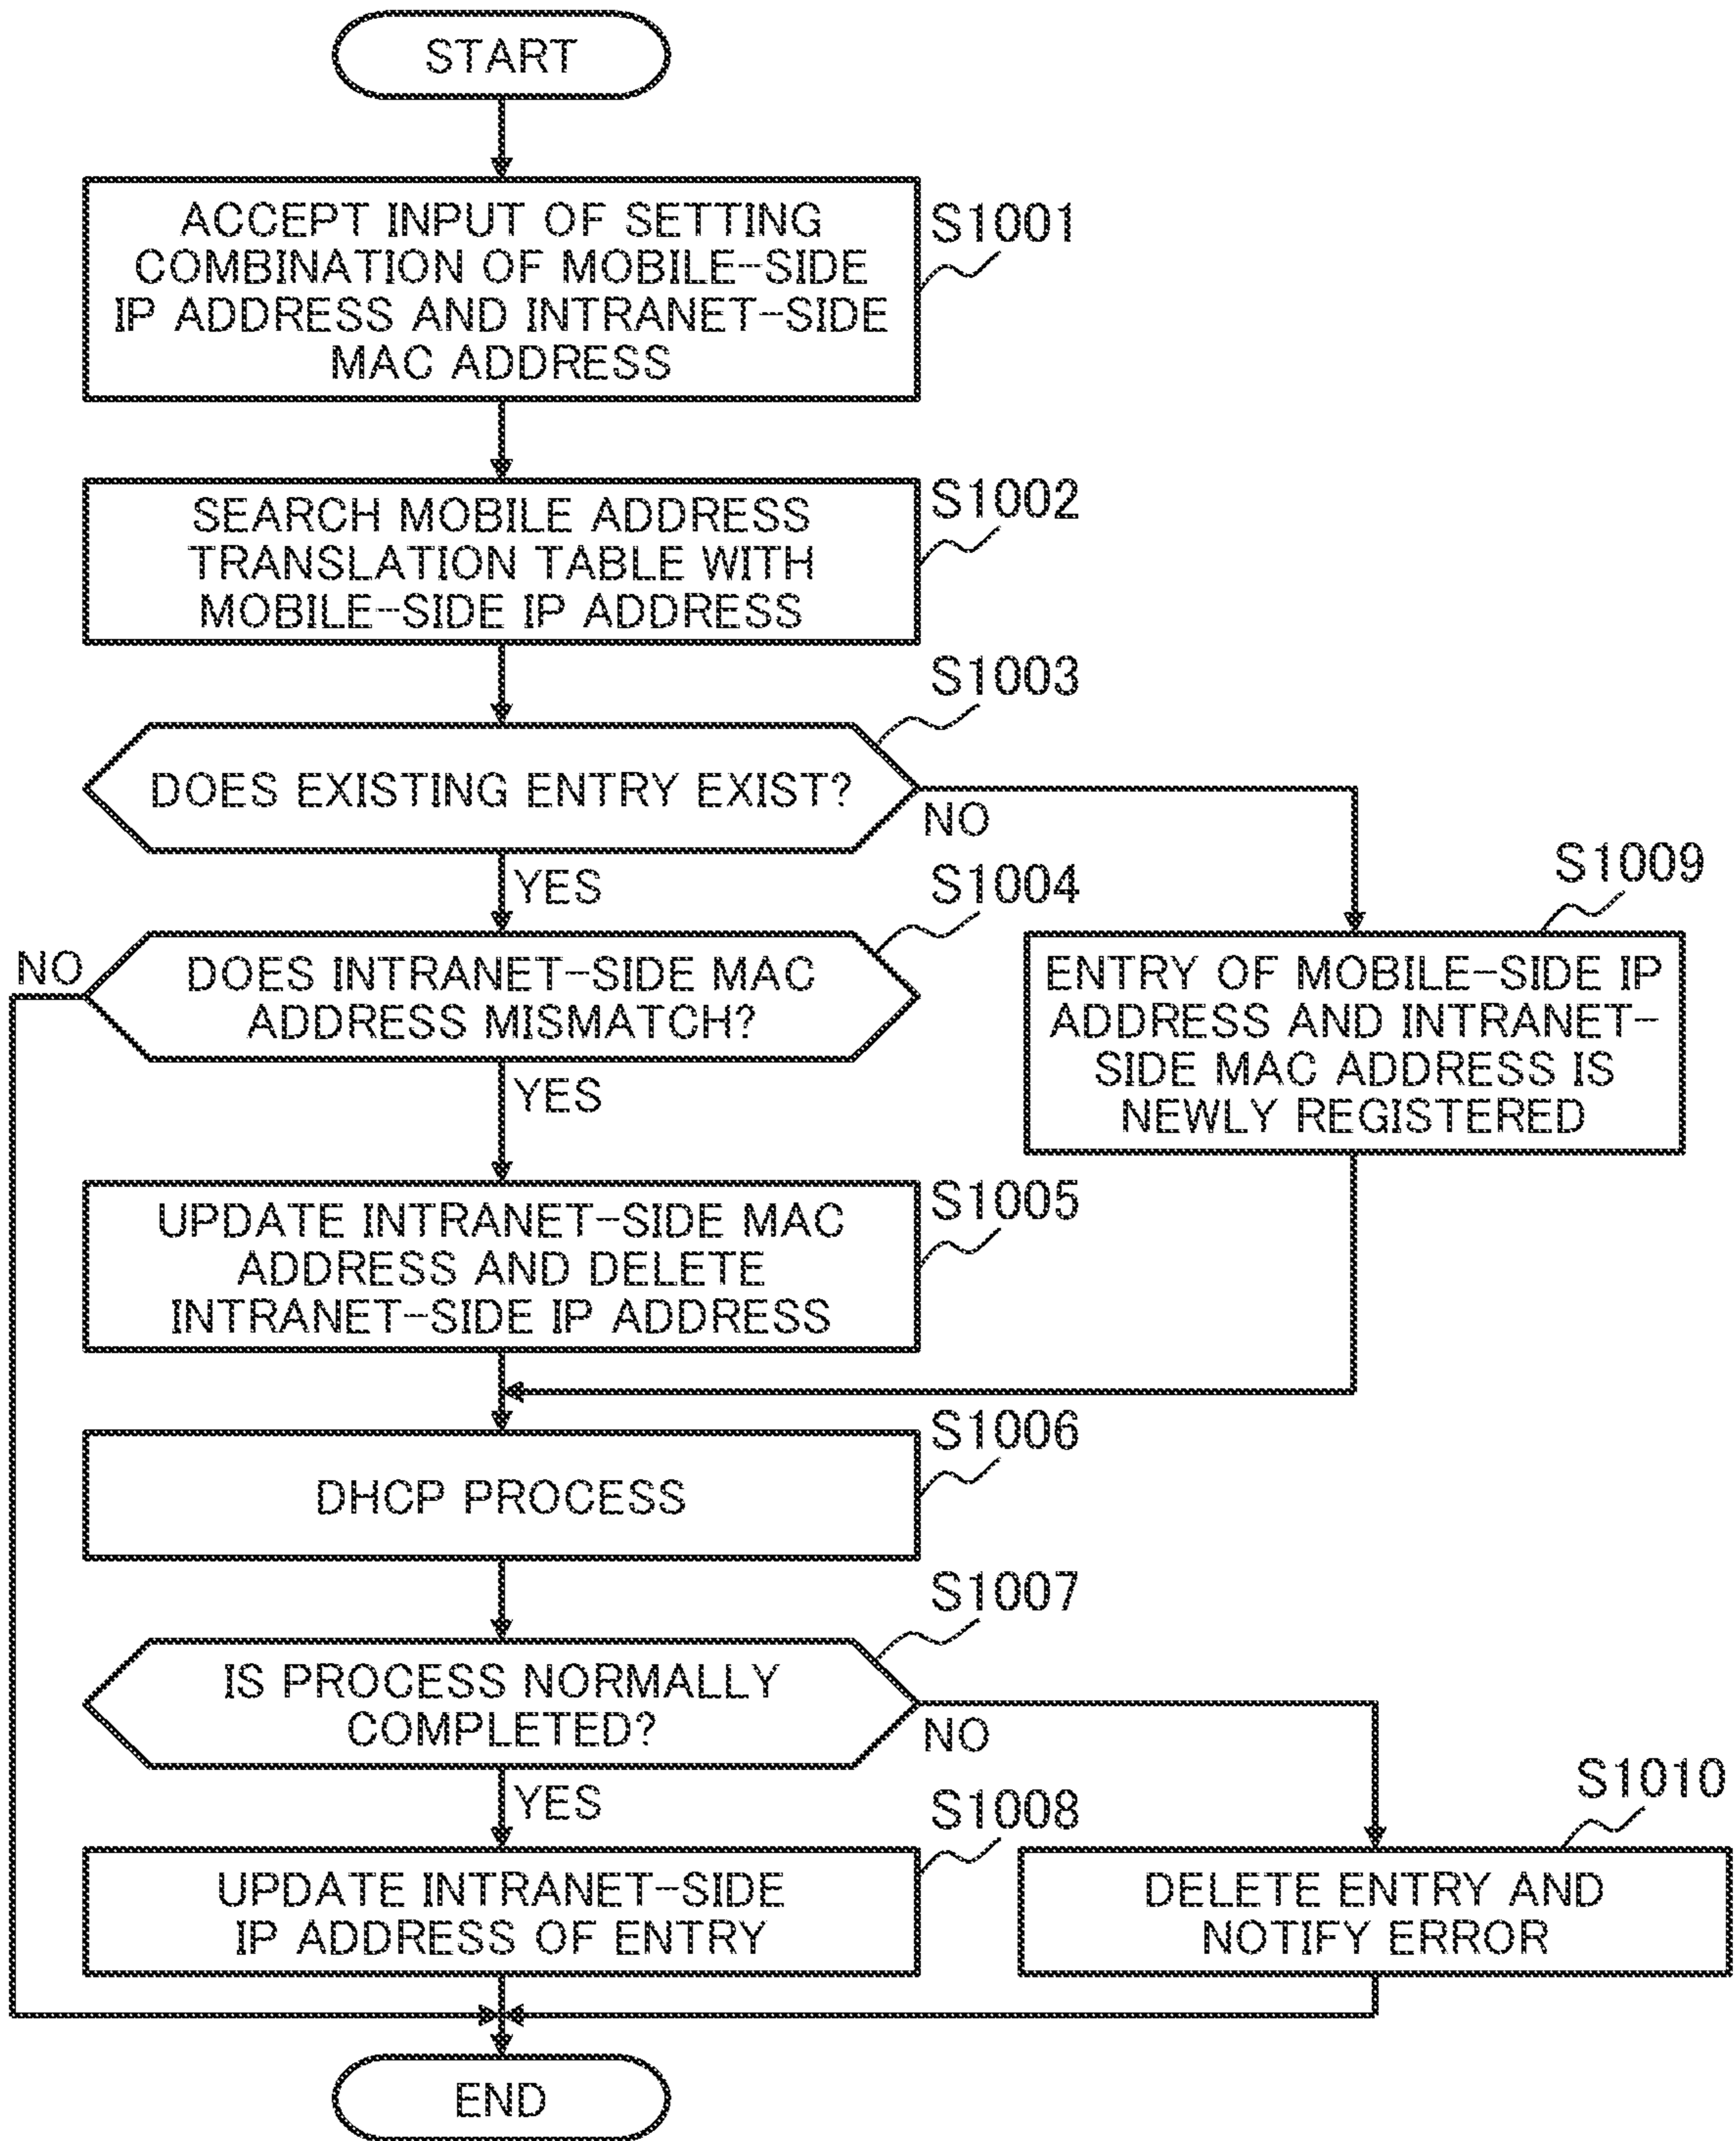 START
ACCEPT INPUT OF SETTING
COMBINATION OF MOBILE-SIDE
IP ADDRESS AND INTRANET-SIDE
MAC ADDRESS
S1001
SEARCH MOBILE ADDRESS
TRANSLATION TABLE WITH
MOBILE-SIDE IP ADDRESS
S1002
S1003
DOES EXISTING ENTRY EXIST?
NO
YES
S1004
S1009
NO
DOES INTRANET-SIDE MAC
ADDRESS MISMATCH?
YES
ENTRY OF MOBILE-SIDE IP
ADDRESS AND INTRANET-
SIDE MAC ADDRESS IS
NEWLY REGISTERED
UPDATE INTRANET-SIDE MAC
ADDRESS AND DELETE
INTRANET-SIDE IP ADDRESS
S1005
S1006
DHCP PROCESS
S1007
IS PROCESS NORMALLY
COMPLETED?
NO
YES
S1008
S1010
UPDATE INTRANET-SIDE
IP ADDRESS OF ENTRY
DELETE ENTRY AND
NOTIFY ERROR
END